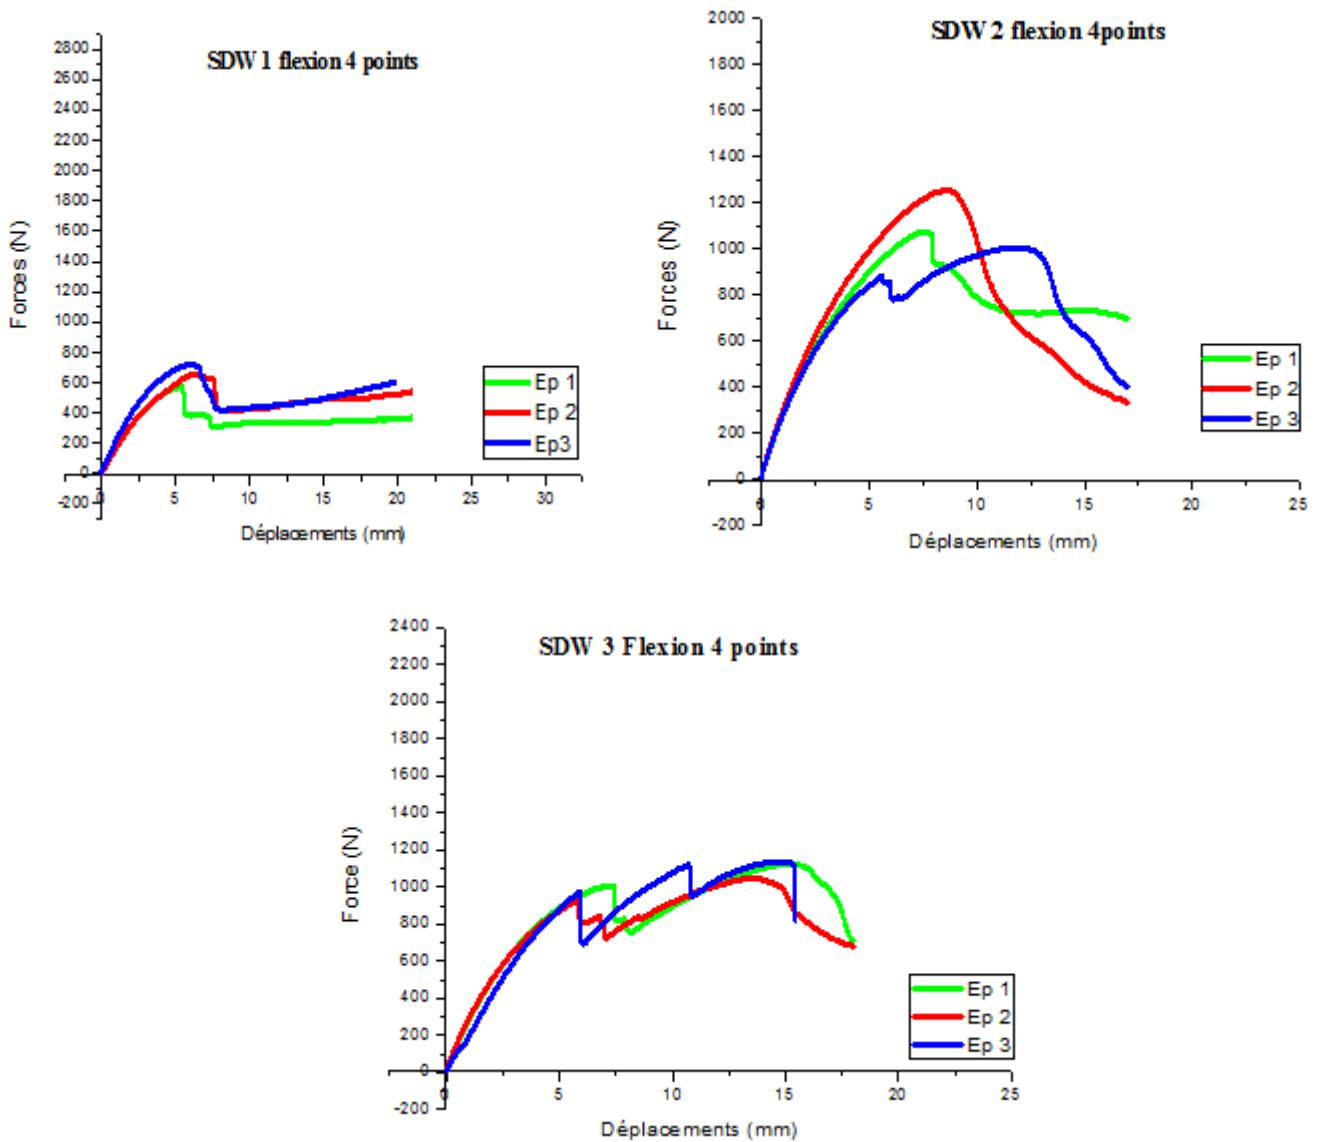 SDW 1 flexion 4 points
2800
2600
2400
2200
2000
1800
1600
1400
1200
1000
800
600
400
200
0
-200
Forces (N)
0 5 10 15 20 25 30
Déplacements (mm)
Ep 1
Ep 2
Ep3
SDW 2 flexion 4points
2000
1800
1600
1400
1200
1000
800
600
400
200
0
-200
Forces (N)
0 5 10 15 20 25
Déplacements (mm)
Ep 1
Ep 2
Ep 3
SDW 3 Flexion 4 points
2400
2200
2000
1800
1600
1400
1200
1000
800
600
400
200
0
-200
Force (N)
0 5 10 15 20 25
Déplacements (mm)
Ep 1
Ep 2
Ep 3